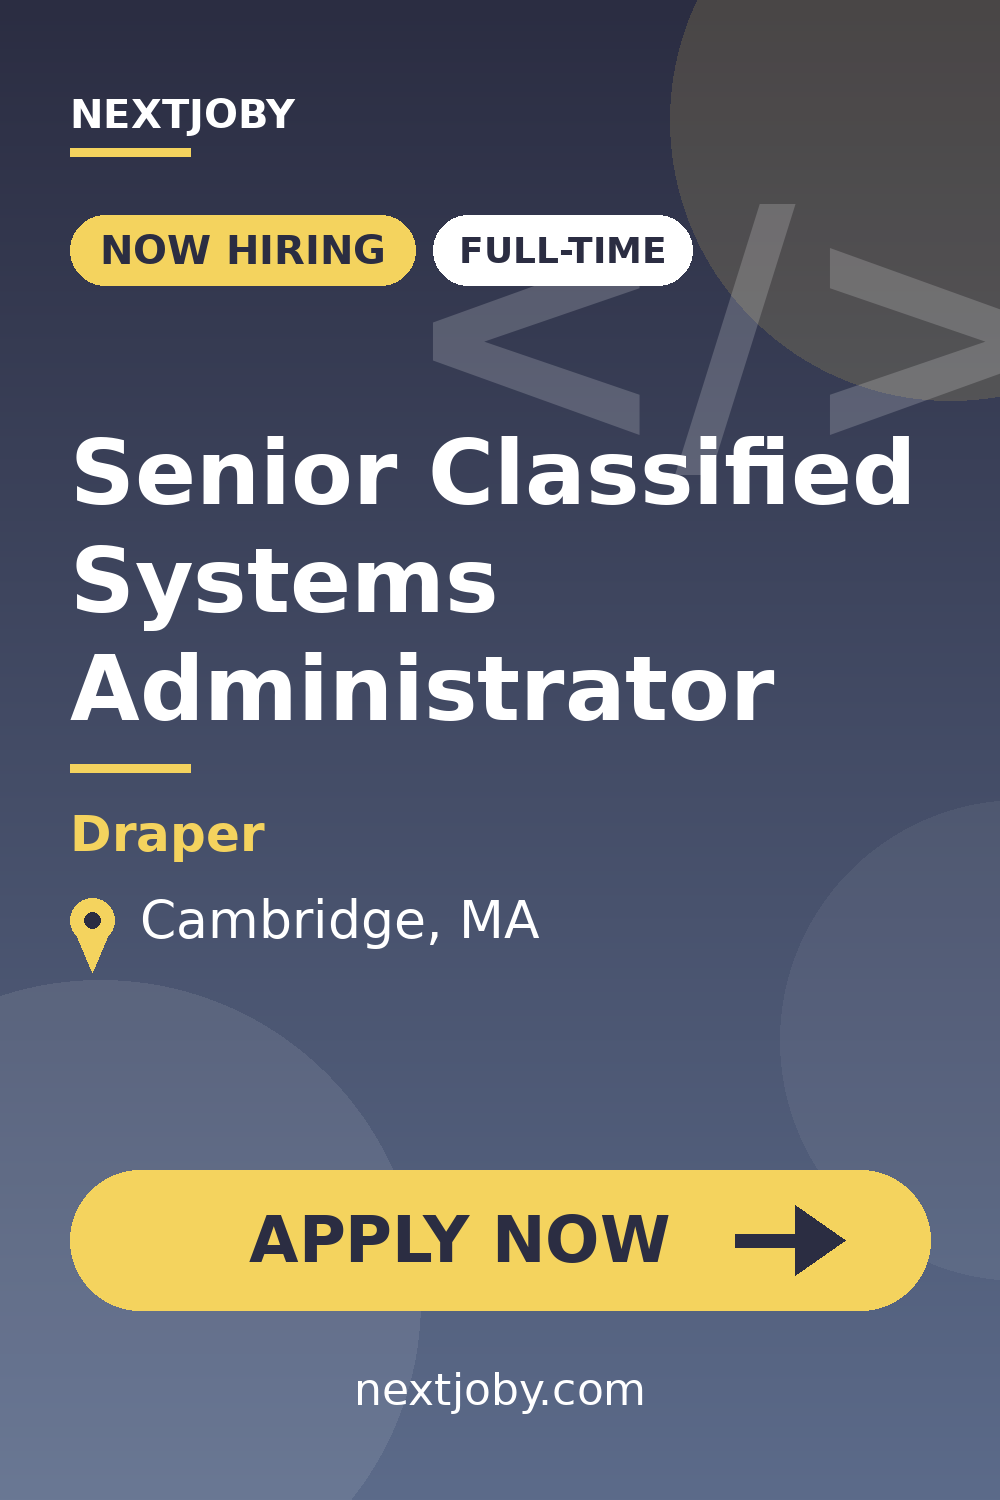 NEXTJOBY
NOW HIRING
FULL-TIME
</>
Senior Classified
Systems
Administrator
Draper
Cambridge, MA
APPLY NOW
nextjoby.com